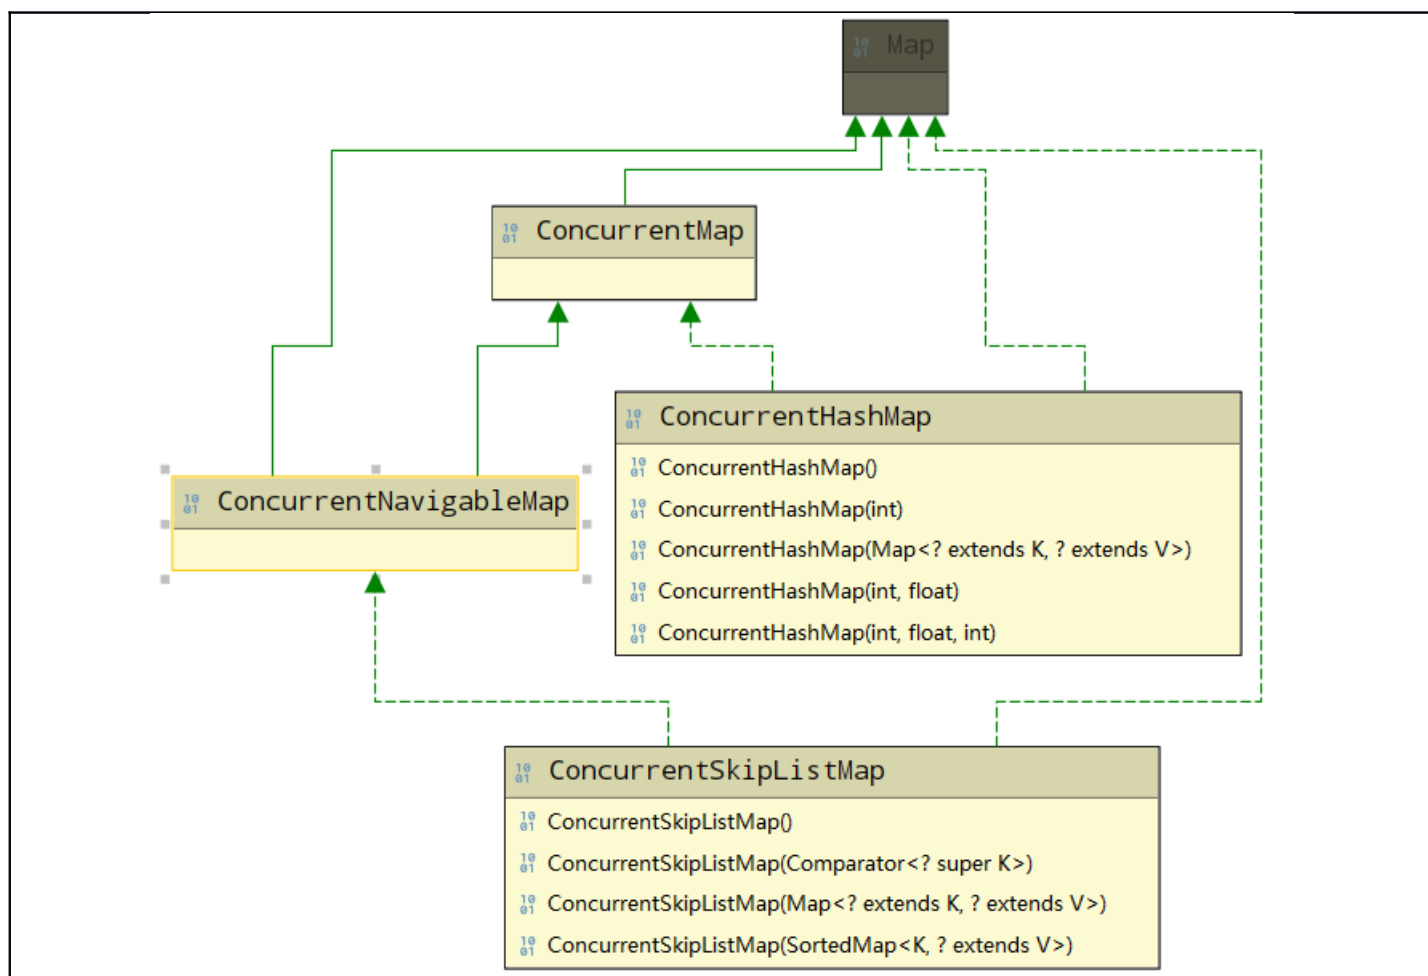 Map
ConcurrentMap
ConcurrentHashMap
ConcurrentHashMap()
ConcurrentHashMap(int)
ConcurrentHashMap(Map<? extends K, ? extends V>)
ConcurrentHashMap(int, float)
ConcurrentHashMap(int, float, int)
ConcurrentNavigableMap
ConcurrentSkipListMap
ConcurrentSkipListMap()
ConcurrentSkipListMap(Comparator<? super K>)
ConcurrentSkipListMap(Map<? extends K, ? extends V>)
ConcurrentSkipListMap(SortedMap<K, ? extends V>)